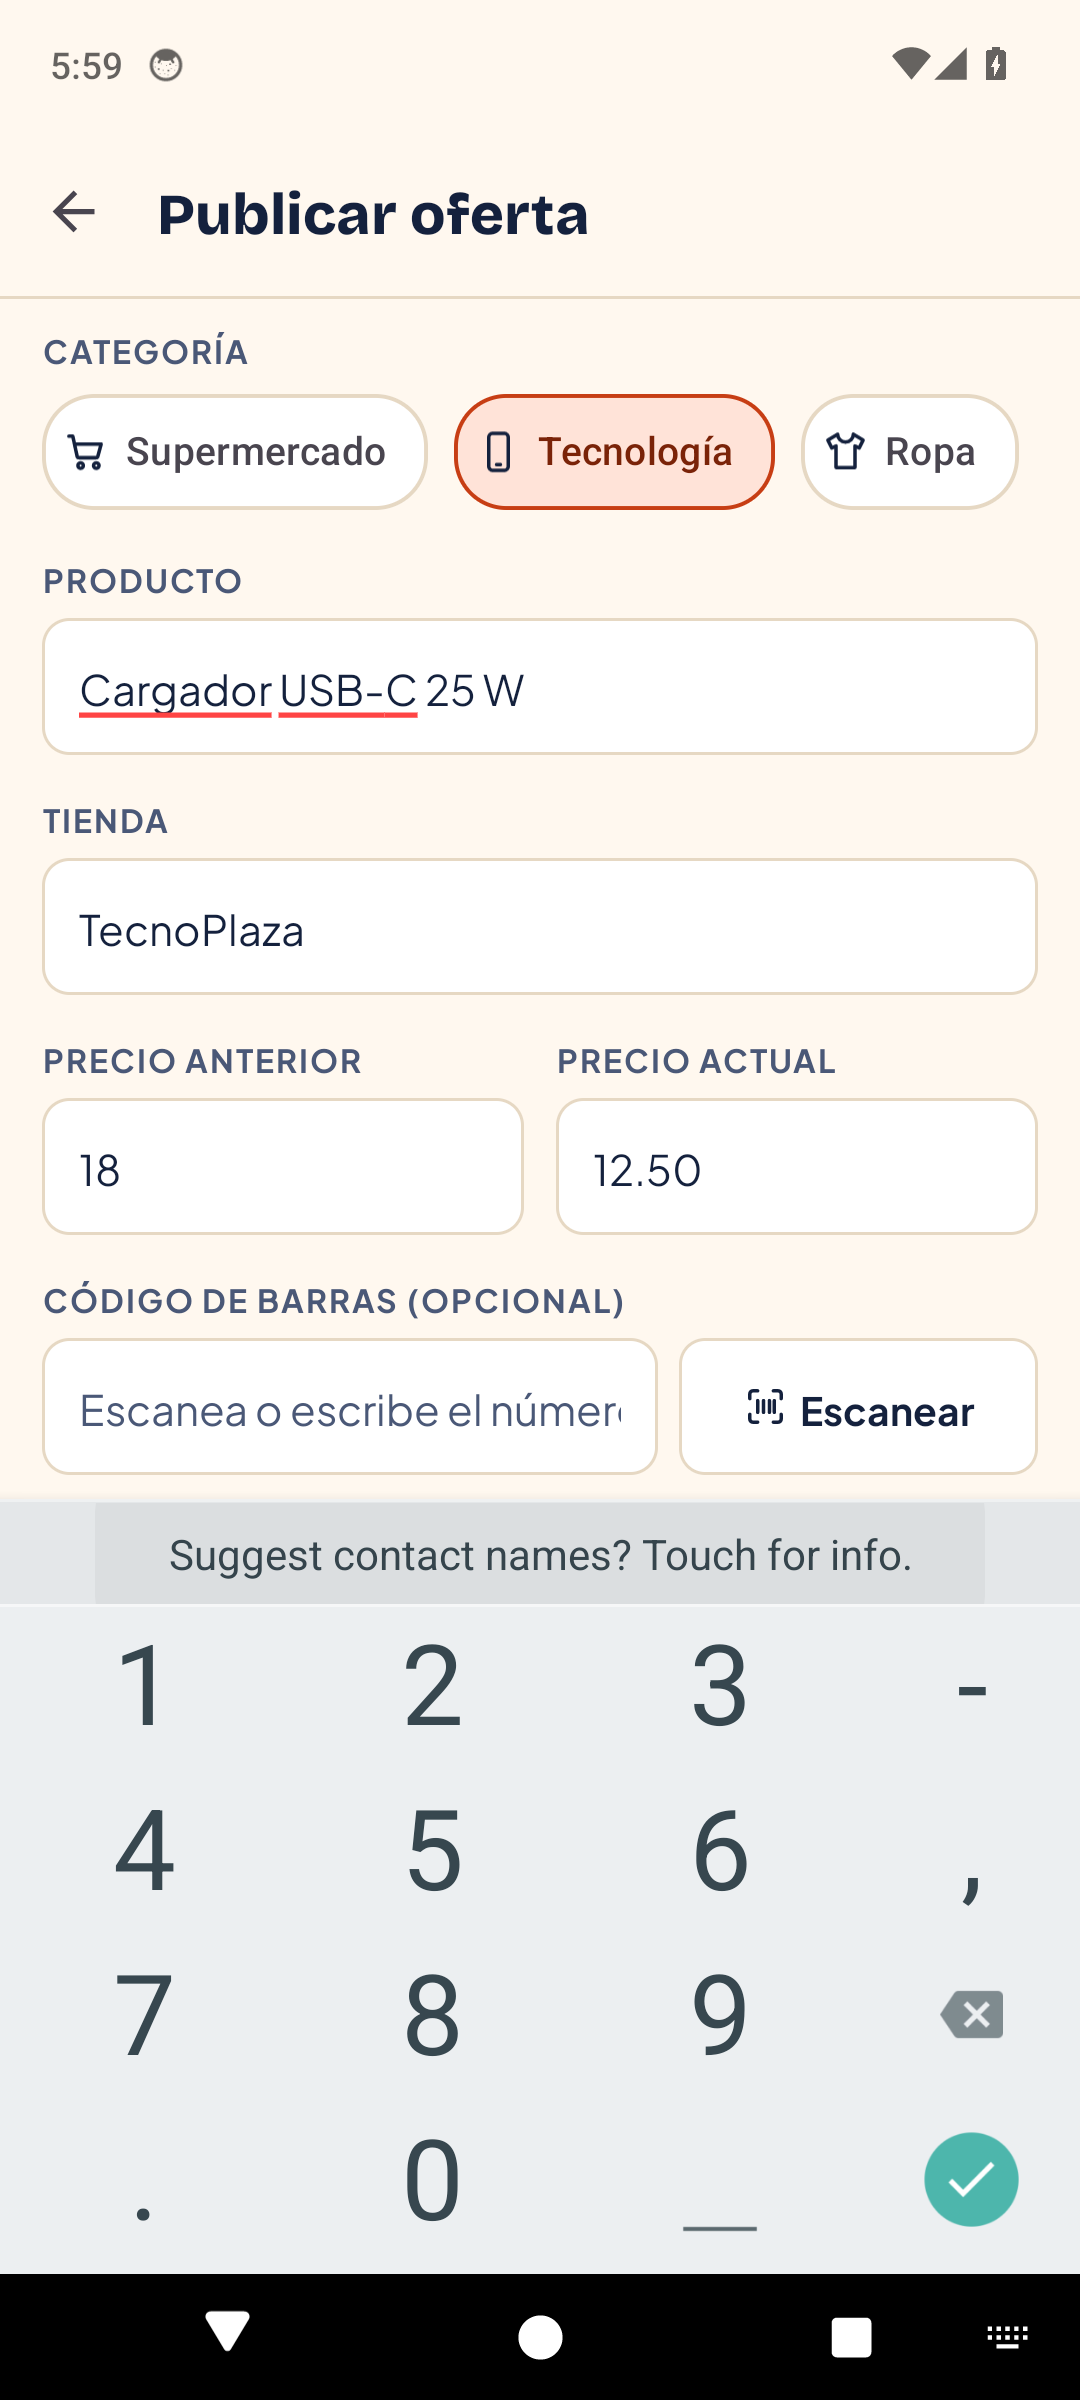 5:59
Publicar oferta
CATEGORÍA
Supermercado Tecnología Ropa
PRODUCTO
Cargador USB-C 25 W
TIENDA
TecnoPlaza
PRECIO ANTERIOR PRECIO ACTUAL
18 12.50
CÓDIGO DE BARRAS (OPCIONAL)
Escanea o escribe el número Escanear
Suggest contact names? Touch for info.
1 2 3 -
4 5 6 ,
7 8 9
. 0